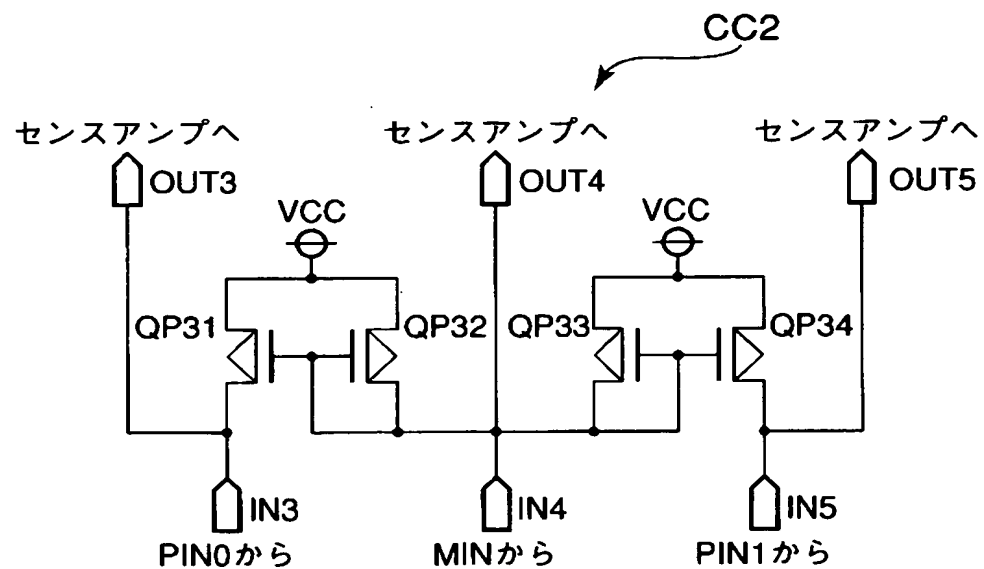 CC2
センスアンプへ
センスアンプへ
センスアンプへ
OUT3
OUT4
OUT5
VCC
VCC
QP31
QP32
QP33
QP34
IN3
IN4
IN5
PIN0から
MINから
PIN1から